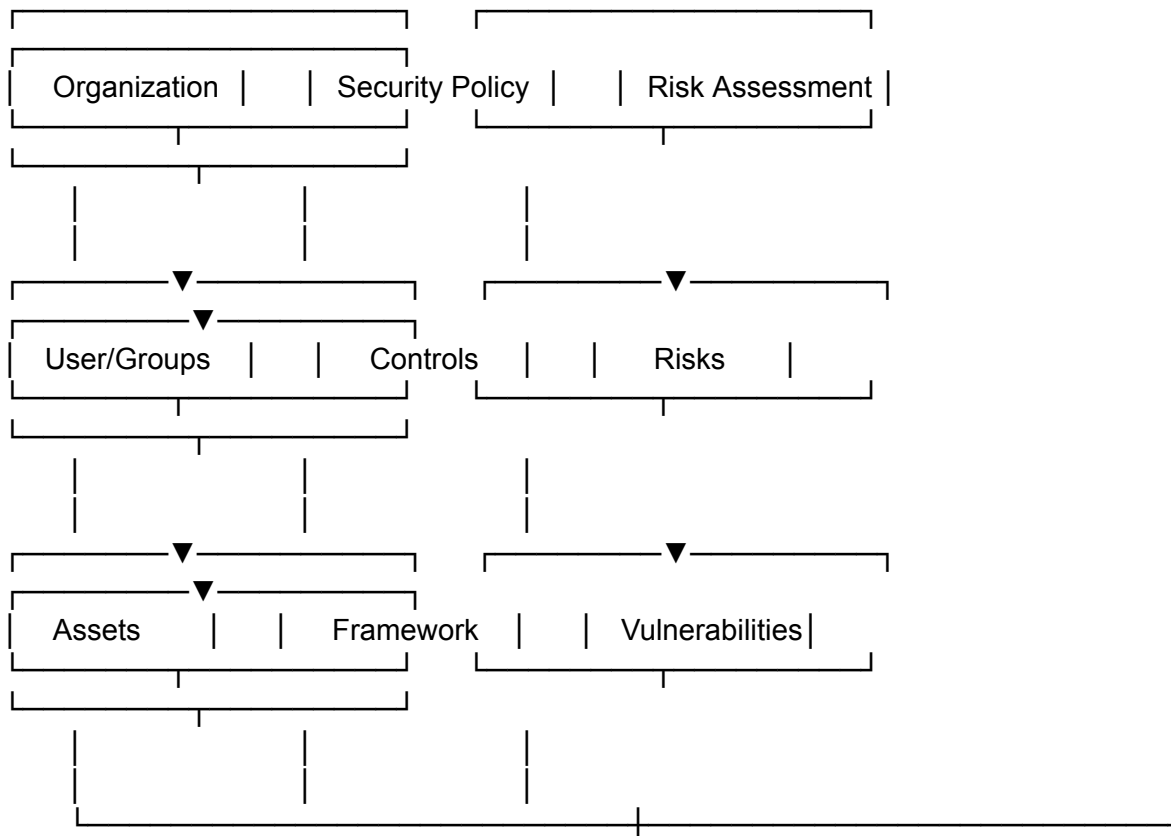 Organization Security Policy Risk Assessment
User/Groups Controls Risks
Assets Framework Vulnerabilities